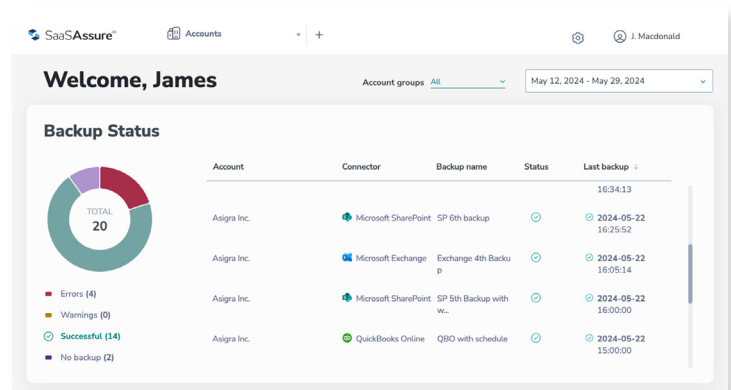 SaaSAssure™ Accounts + J. Macdonald
Welcome, James
Account groups All May 12, 2024 - May 29, 2024
Backup Status
Account Connector Backup name Status Last backup ↓
16:34:13
Asigra Inc. Microsoft SharePoint SP 6th backup 2024-05-22
16:25:52
Asigra Inc. Microsoft Exchange Exchange 4th Backu 2024-05-22
p 16:05:14
Asigra Inc. Microsoft SharePoint SP 5th Backup with 2024-05-22
w... 16:00:00
Asigra Inc. QuickBooks Online QBO with schedule 2024-05-22
15:00:00
TOTAL
20
Errors (4)
Warnings (0)
Successful (14)
No backup (2)